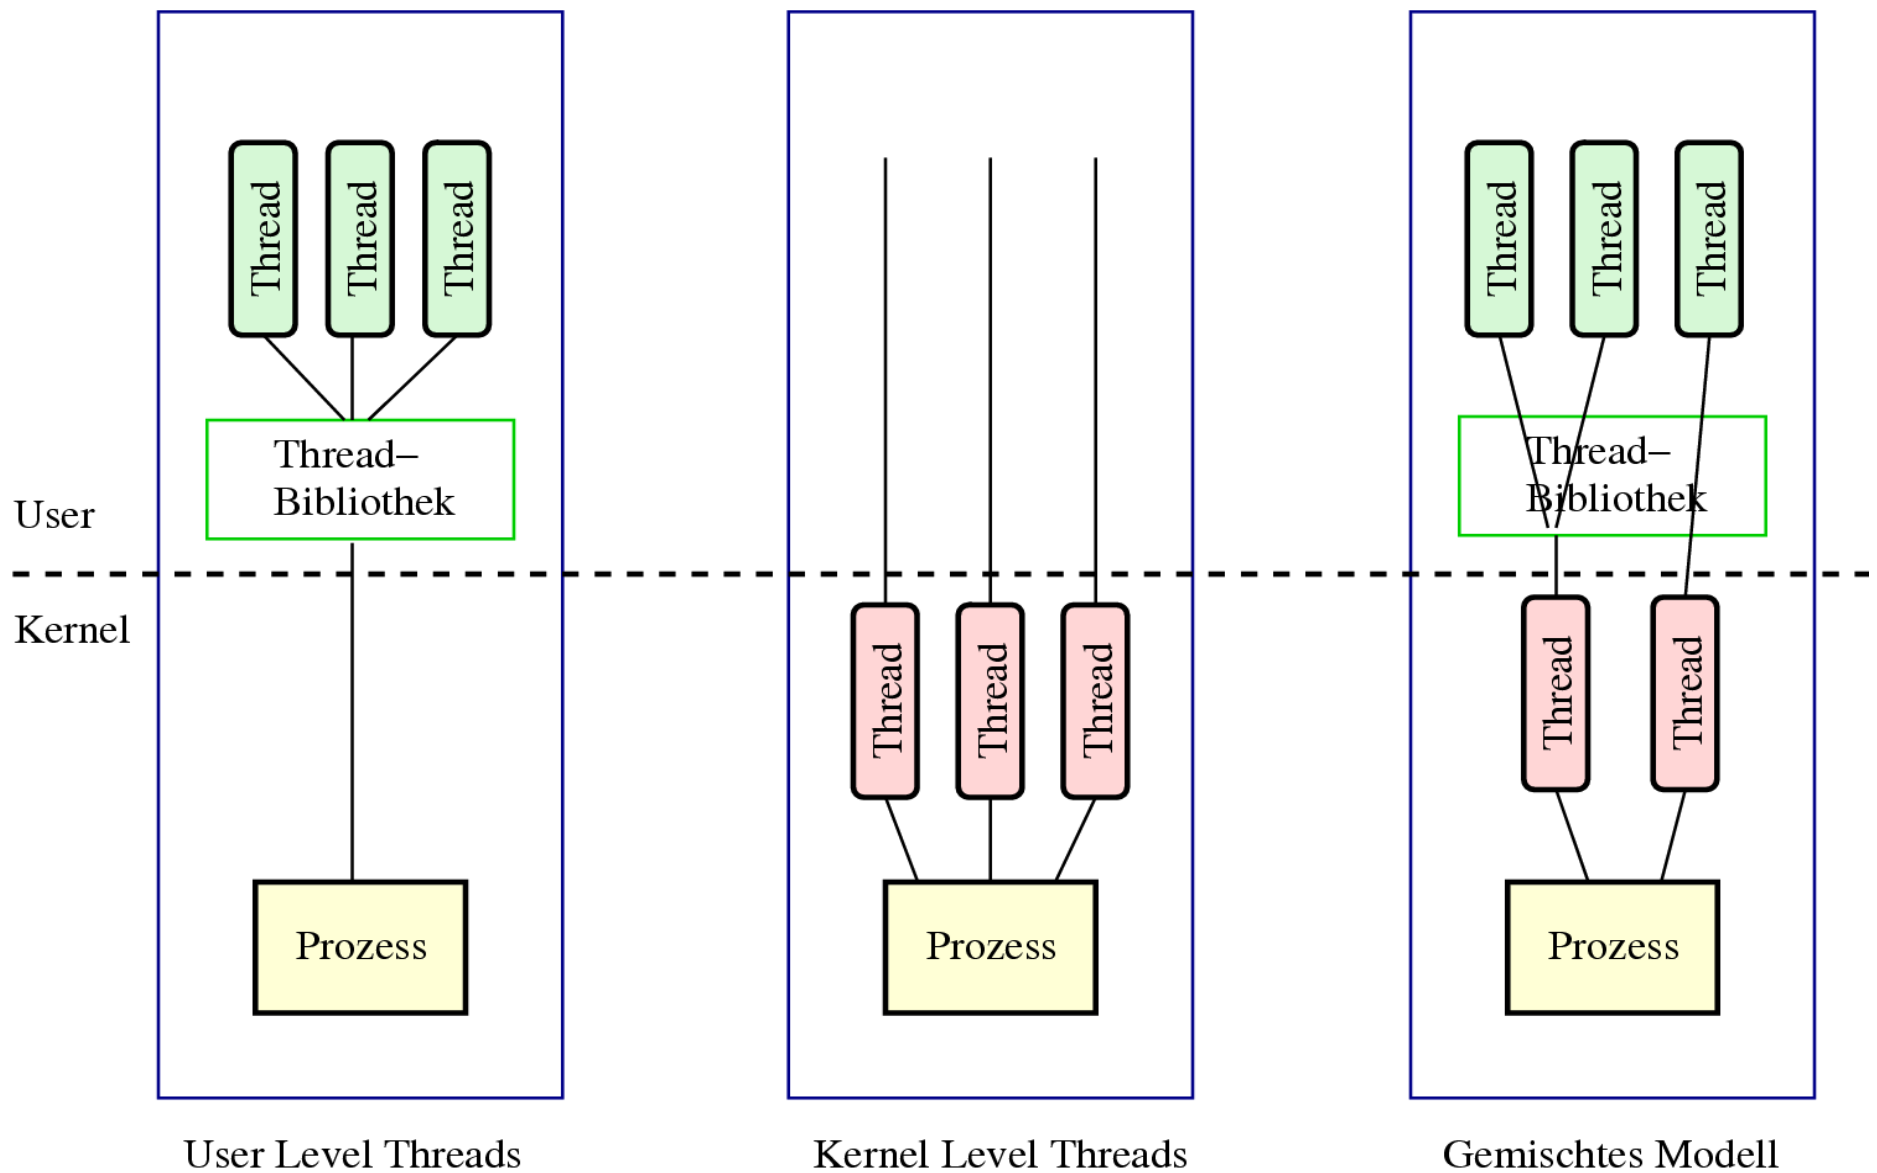 Thread
Thread
Thread
Thread
Thread
Thread
Thread–
Bibliothek
Thread–
Bibliothek
User
Kernel
Thread
Thread
Thread
Thread
Thread
Prozess
Prozess
Prozess
User Level Threads
Kernel Level Threads
Gemischtes Modell